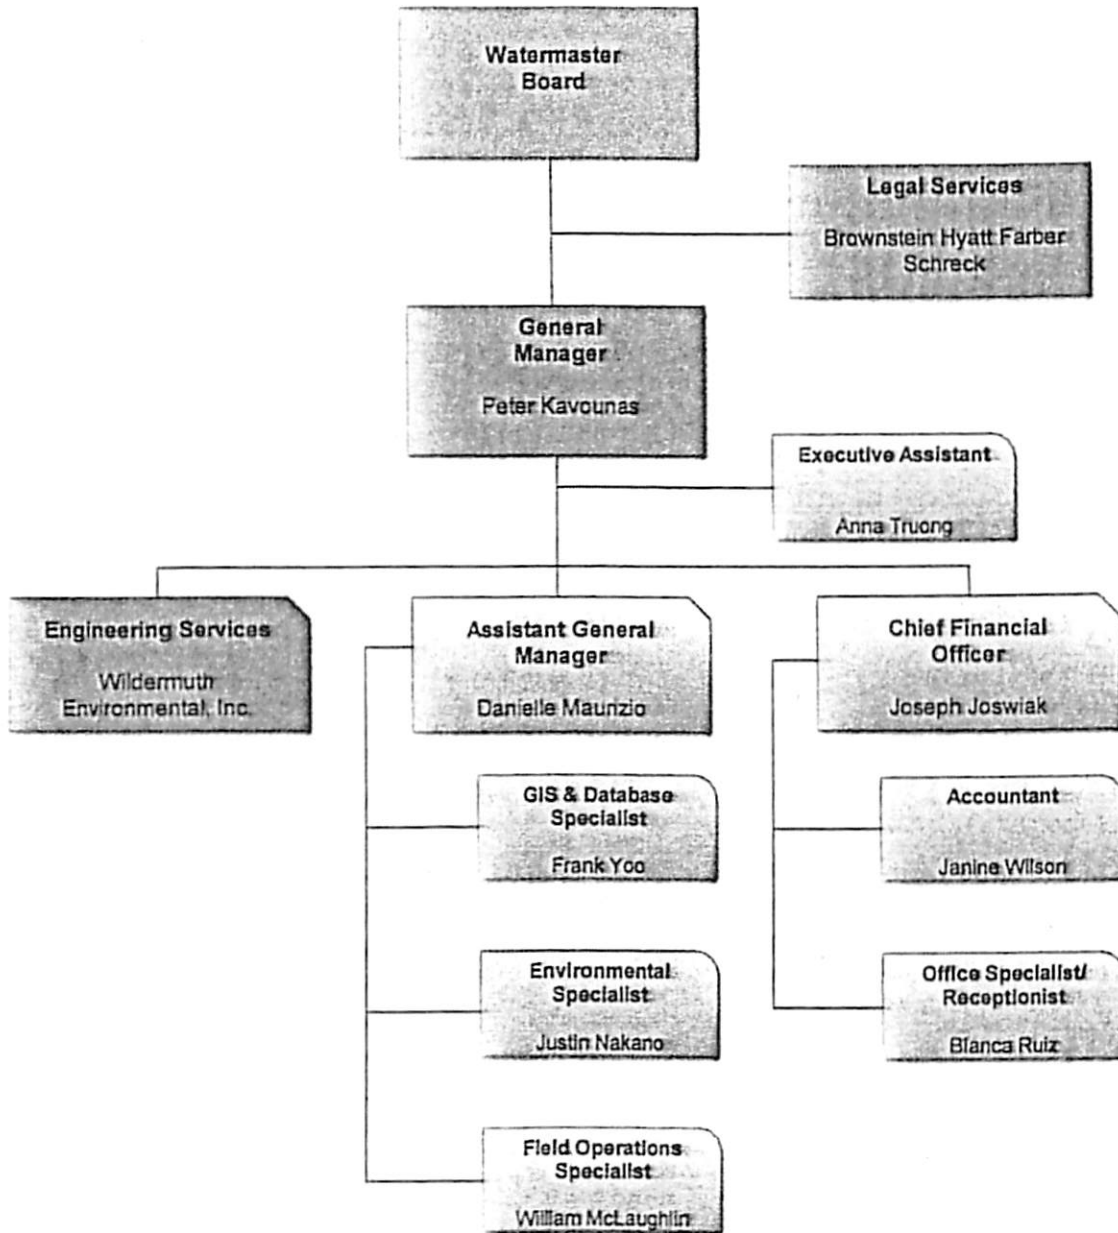 Watermaster
Board
Legal Services
Brownstein Hyatt Farber
Schreck
General
Manager
Peter Kavounas
Executive Assistant
Anna Truong
Engineering Services
Wildermuth
Environmental, Inc.
Assistant General
Manager
Danielle Maurizio
Chief Financial
Officer
Joseph Joswiak
GIS & Database
Specialist
Frank Yoo
Accountant
Janine Wilson
Environmental
Specialist
Justin Nakano
Office Specialist/
Receptionist
Blanca Ruiz
Field Operations
Specialist
William McLaughlin